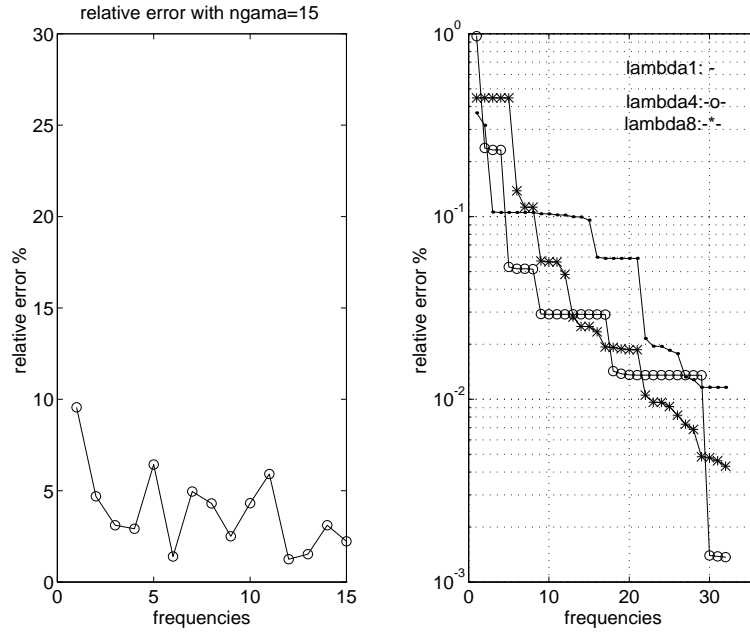 relative error with ngama=15
30
25
20
15
10
5
0
relative error %
0 5 10 15
frequencies
10^0
10^-1
10^-2
10^-3
relative error %
lambda1: -
lambda4:-o-
lambda8:-*-
0 10 20 30
frequencies